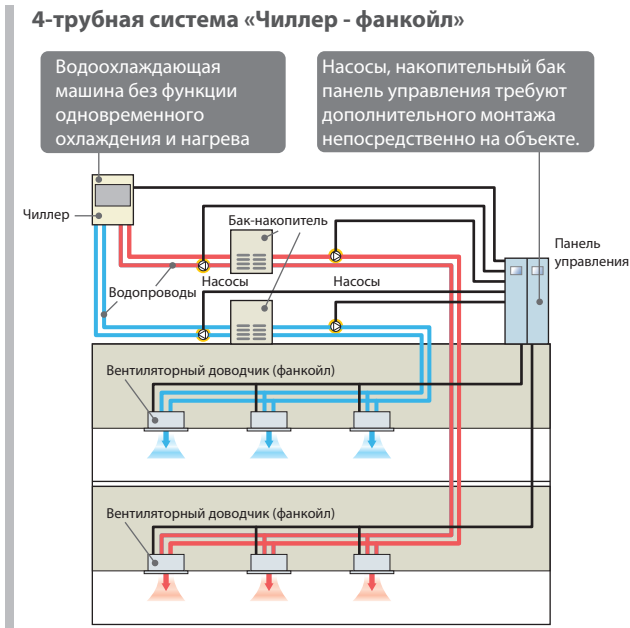 4-трубная система «Чиллер - фанкойл»
Водоохлаждающая
машина без функции
одновременного
охлаждения и нагрева
Насосы, накопительный бак
панель управления требуют
дополнительного монтажа
непосредственно на объекте.
Чиллер
Бак-накопитель
Панель
управления
Водопроводы
Насосы
Насосы
Вентиляторный доводчик (фанкойл)
Вентиляторный доводчик (фанкойл)